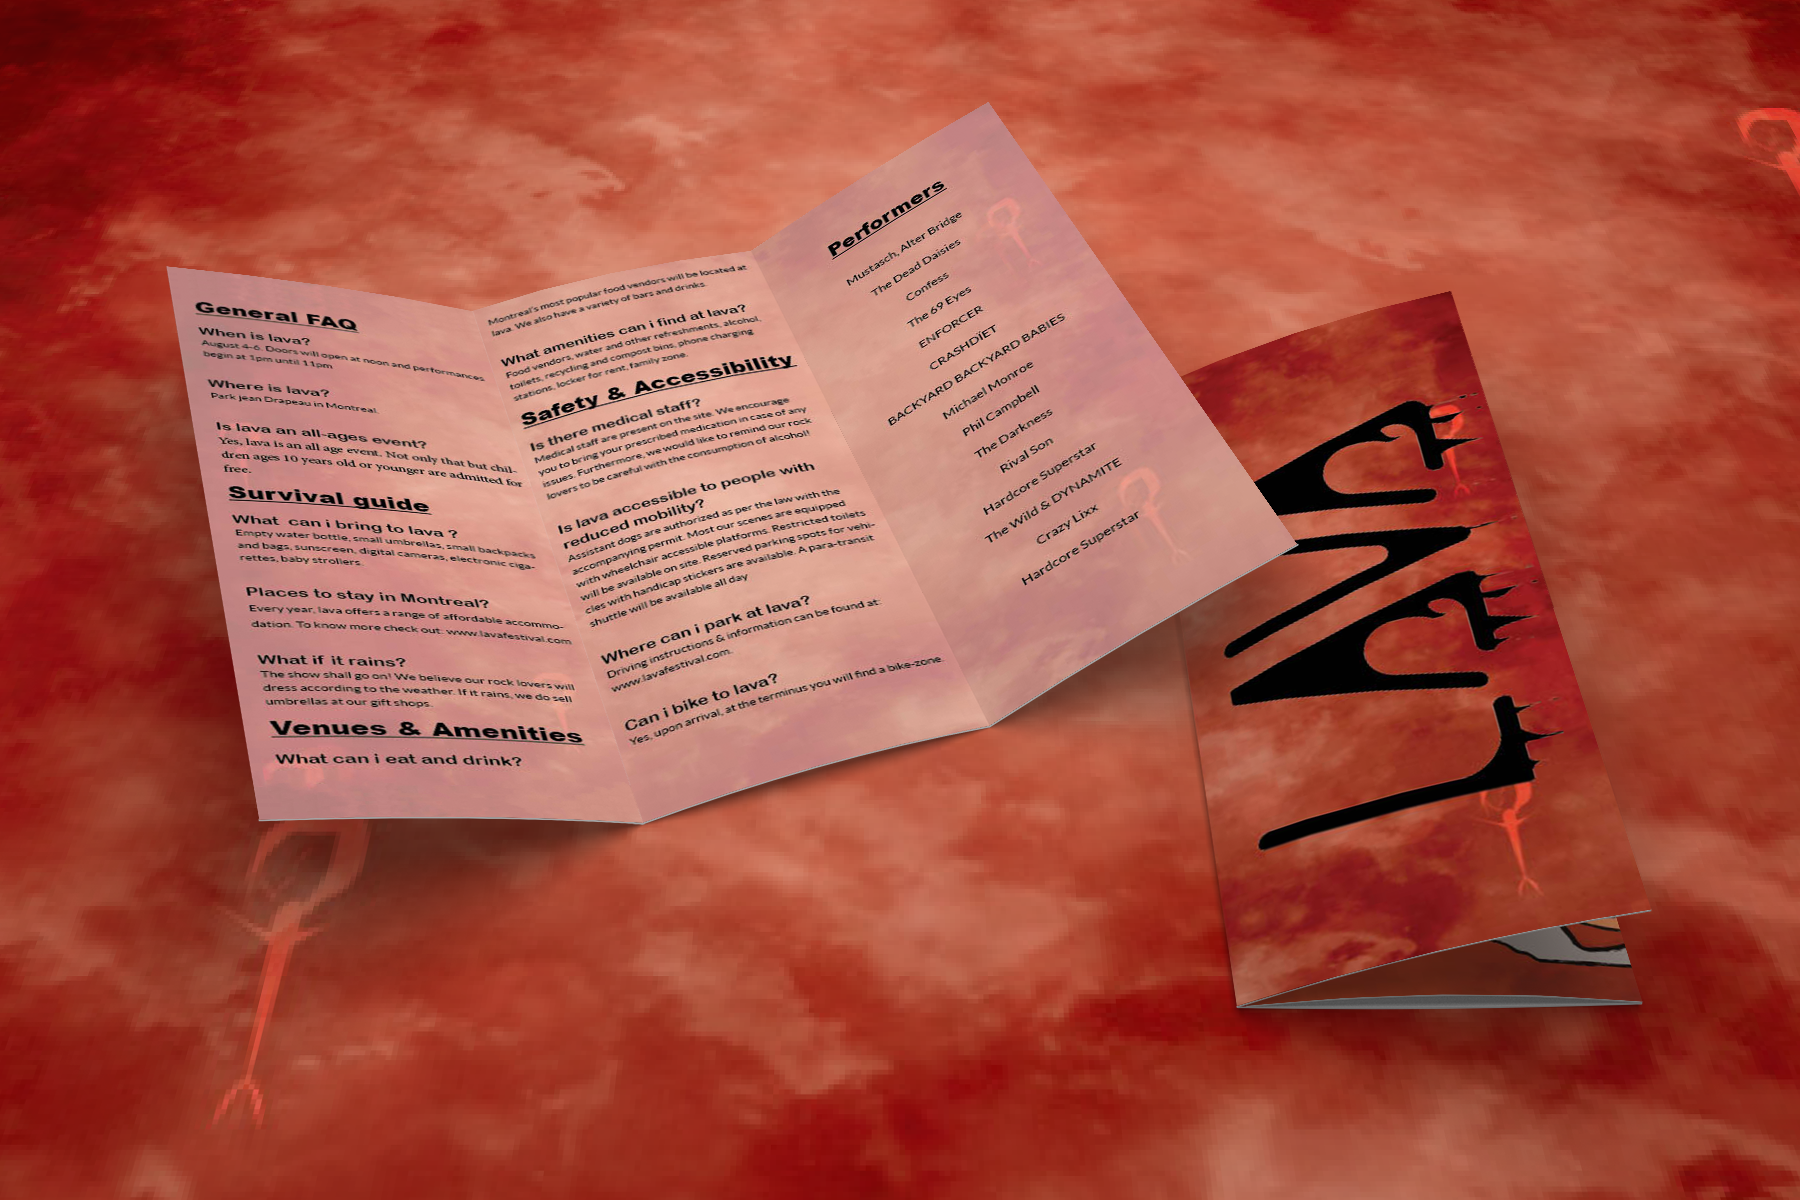 General FAQ
When is lava?
August 4-6. Doors will open at noon and performances
begin at 1pm until 11pm
Where is lava?
Park jean Drapeau in Montreal.
Is lava an all-ages event?
Yes, lava is an all age event. Not only that but chil-
dren ages 10 years old or younger are admitted for
free.
Survival guide
What can i bring to lava ?
Empty water bottle, small umbrellas, small backpacks
and bags, sunscreen, digital cameras, electronic ciga-
rettes, baby strollers.
Places to stay in Montreal?
Every year, lava offers a range of affordable accommo-
dation. To know more check out: www.lavafestival.com
What if it rains?
The show shall go on! We believe our rock lovers will
dress according to the weather. If it rains, we do sell
umbrellas at our gift shops.
Venues & Amenities
What can i eat and drink?
Montreal's most popular food vendors will be located at
lava. We also have a variety of bars and drinks.
What amenities can i find at lava?
Food vendors, water and other refreshments, alcohol,
toilets, recycling and compost bins, phone charging
stations, locker for rent, family zone.
Safety & Accessibility
Is there medical staff?
Medical staff are present on the site. We encourage
you to bring your prescribed medication in case of any
issues. Furthermore, we would like to remind our rock
lovers to be careful with the consumption of alcohol!
Is lava accessible to people with
reduced mobility?
Assistant dogs are authorized as per the law with the
accompanying permit. Most our scenes are equipped
with wheelchair accessible platforms. Restricted toilets
will be available on site. Reserved parking spots for vehi-
cles with handicap stickers are available. A para-transit
shuttle will be available all day
Where can i park at lava?
Driving instructions & information can be found at:
www.lavafestival.com.
Can i bike to lava?
Yes, upon arrival, at the terminus you will find a bike-zone.
Performers
Mustasch, Alter Bridge
The Dead Daisies
Confess
The 69 Eyes
ENFORCER
CRASHDÏET
BACKYARD BACKYARD BABIES
Michael Monroe
Phil Campbell
The Darkness
Rival Son
Hardcore Superstar
The Wild & DYNAMITE
Crazy Lixx
Hardcore Superstar
LAVA